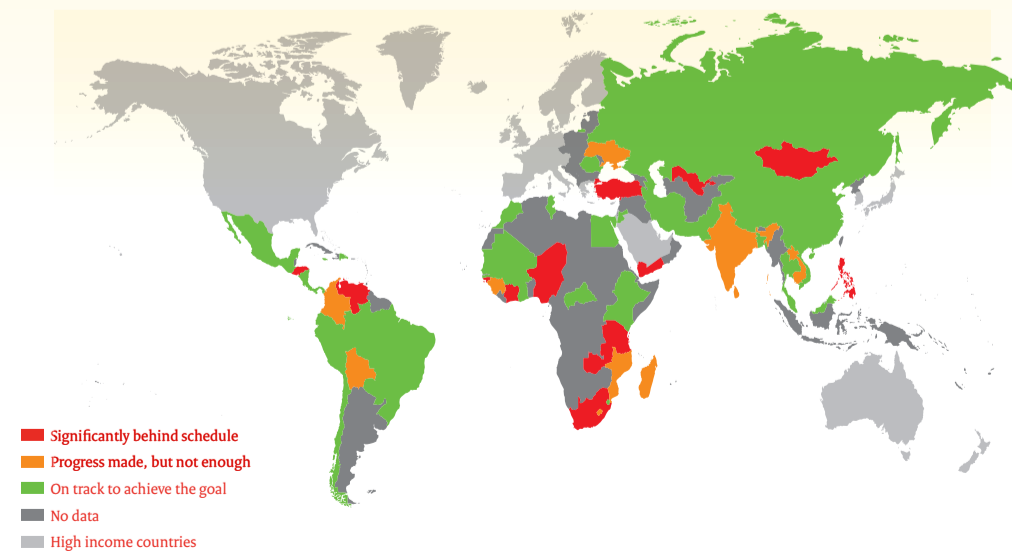 Significantly behind schedule
Progress made, but not enough
On track to achieve the goal
No data
High income countries